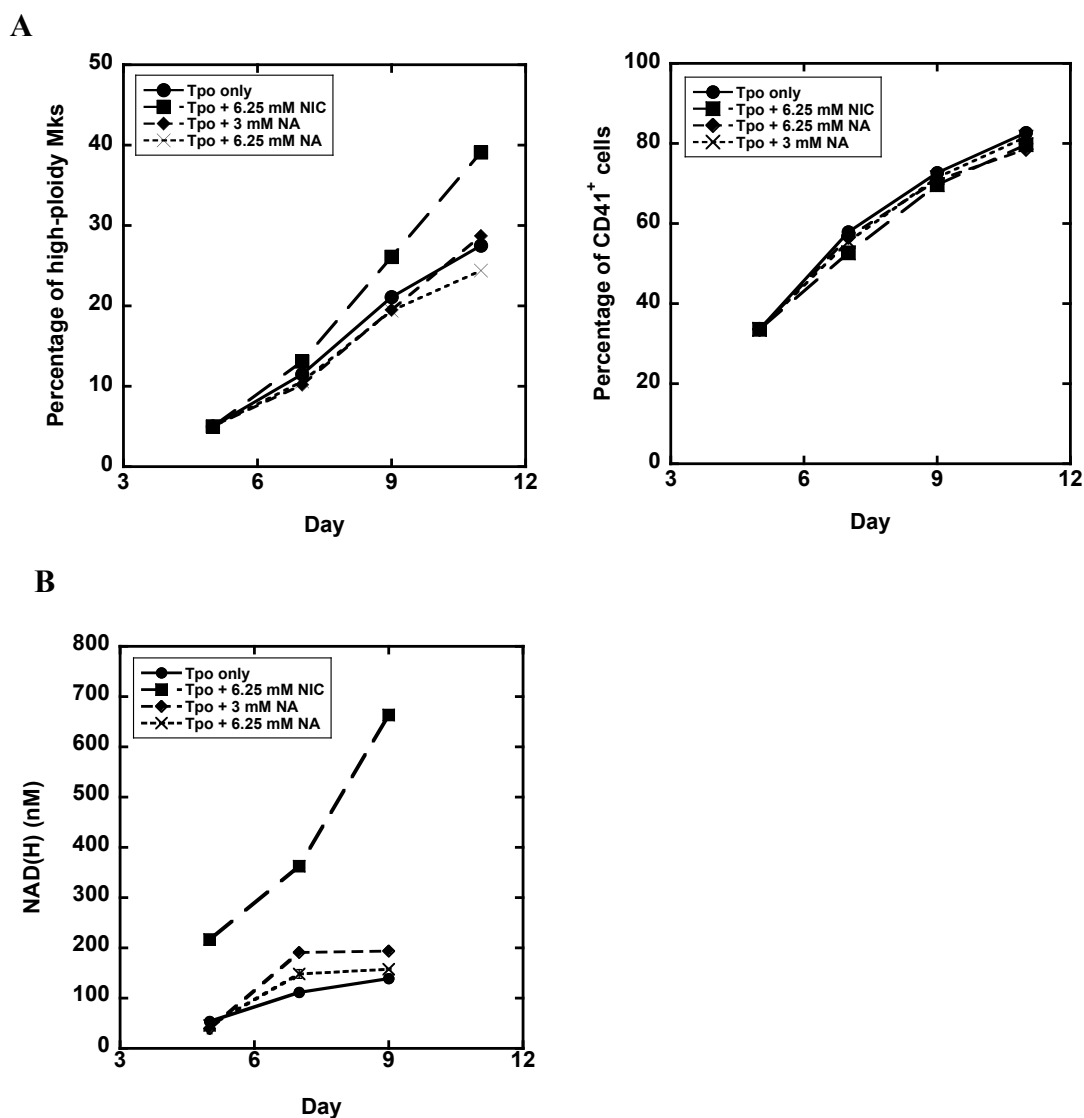 A
Percentage of high-ploidy Mks
50
40
30
20
10
0
Tpo only
Tpo + 6.25 mM NIC
Tpo + 3 mM NA
Tpo + 6.25 mM NA
3
6
9
12
Day
Percentage of CD41+ cells
100
80
60
40
20
0
Tpo only
Tpo + 6.25 mM NIC
Tpo + 6.25 mM NA
Tpo + 3 mM NA
3
6
9
12
Day
B
NAD(H) (nM)
800
700
600
500
400
300
200
100
0
Tpo only
Tpo + 6.25 mM NIC
Tpo + 3 mM NA
Tpo + 6.25 mM NA
3
6
9
12
Day